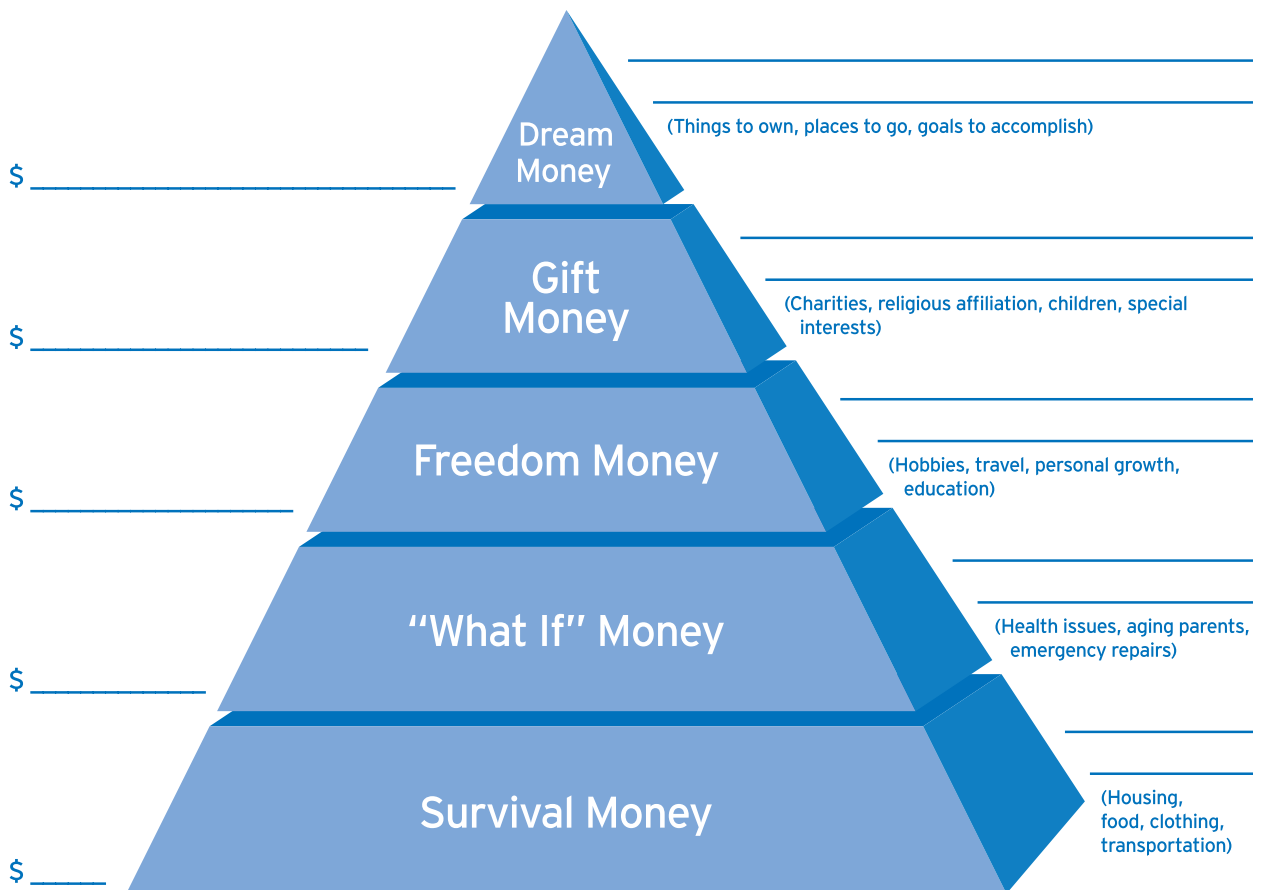 Dream
Money
(Things to own, places to go, goals to accomplish)
$
Gift
Money
(Charities, religious affiliation, children, special
interests)
$
Freedom Money
(Hobbies, travel, personal growth,
education)
$
“What If” Money
(Health issues, aging parents,
emergency repairs)
$
Survival Money
(Housing,
food, clothing,
transportation)
$